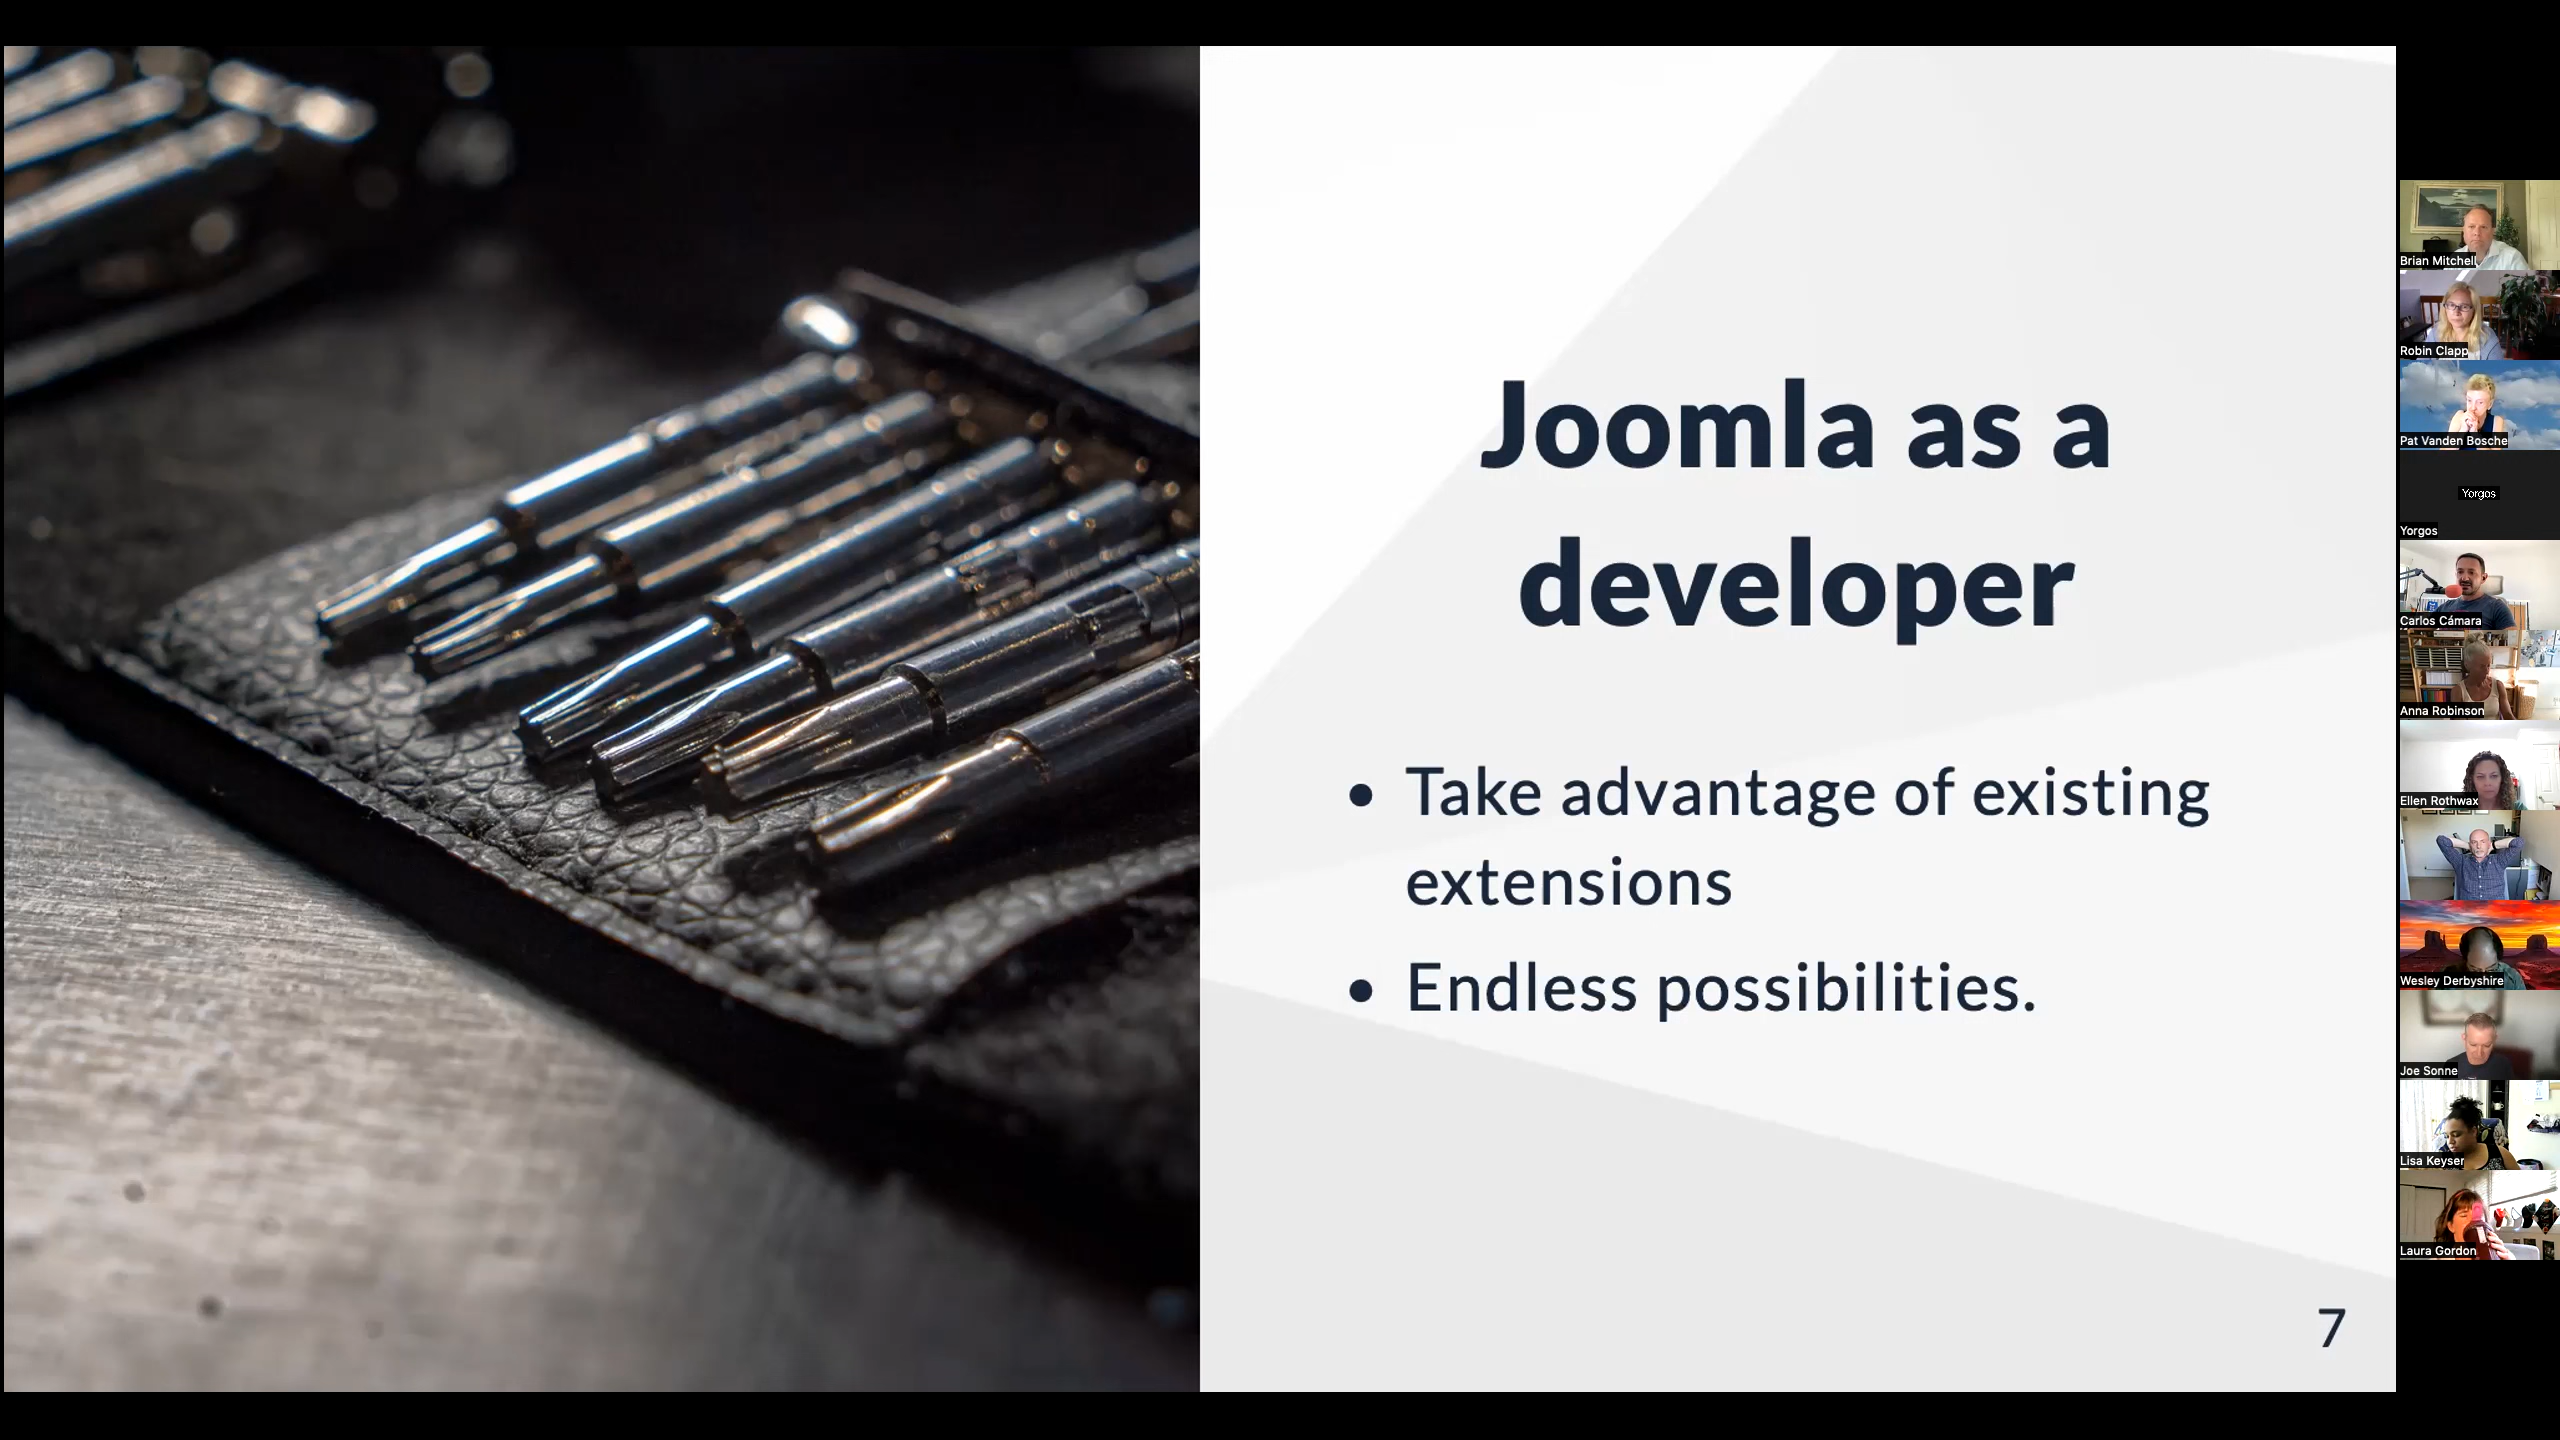 Joomla as a
developer
• Take advantage of existing
extensions
• Endless possibilities.
7
Brian Mitchell
Robin Clapp
Pat Vanden Bosche
Yorgos
Yorgos
Carlos Cámara
Anna Robinson
Ellen Rothwax
Wesley Derbyshire
Joe Sonne
Lisa Keyser
Laura Gordon